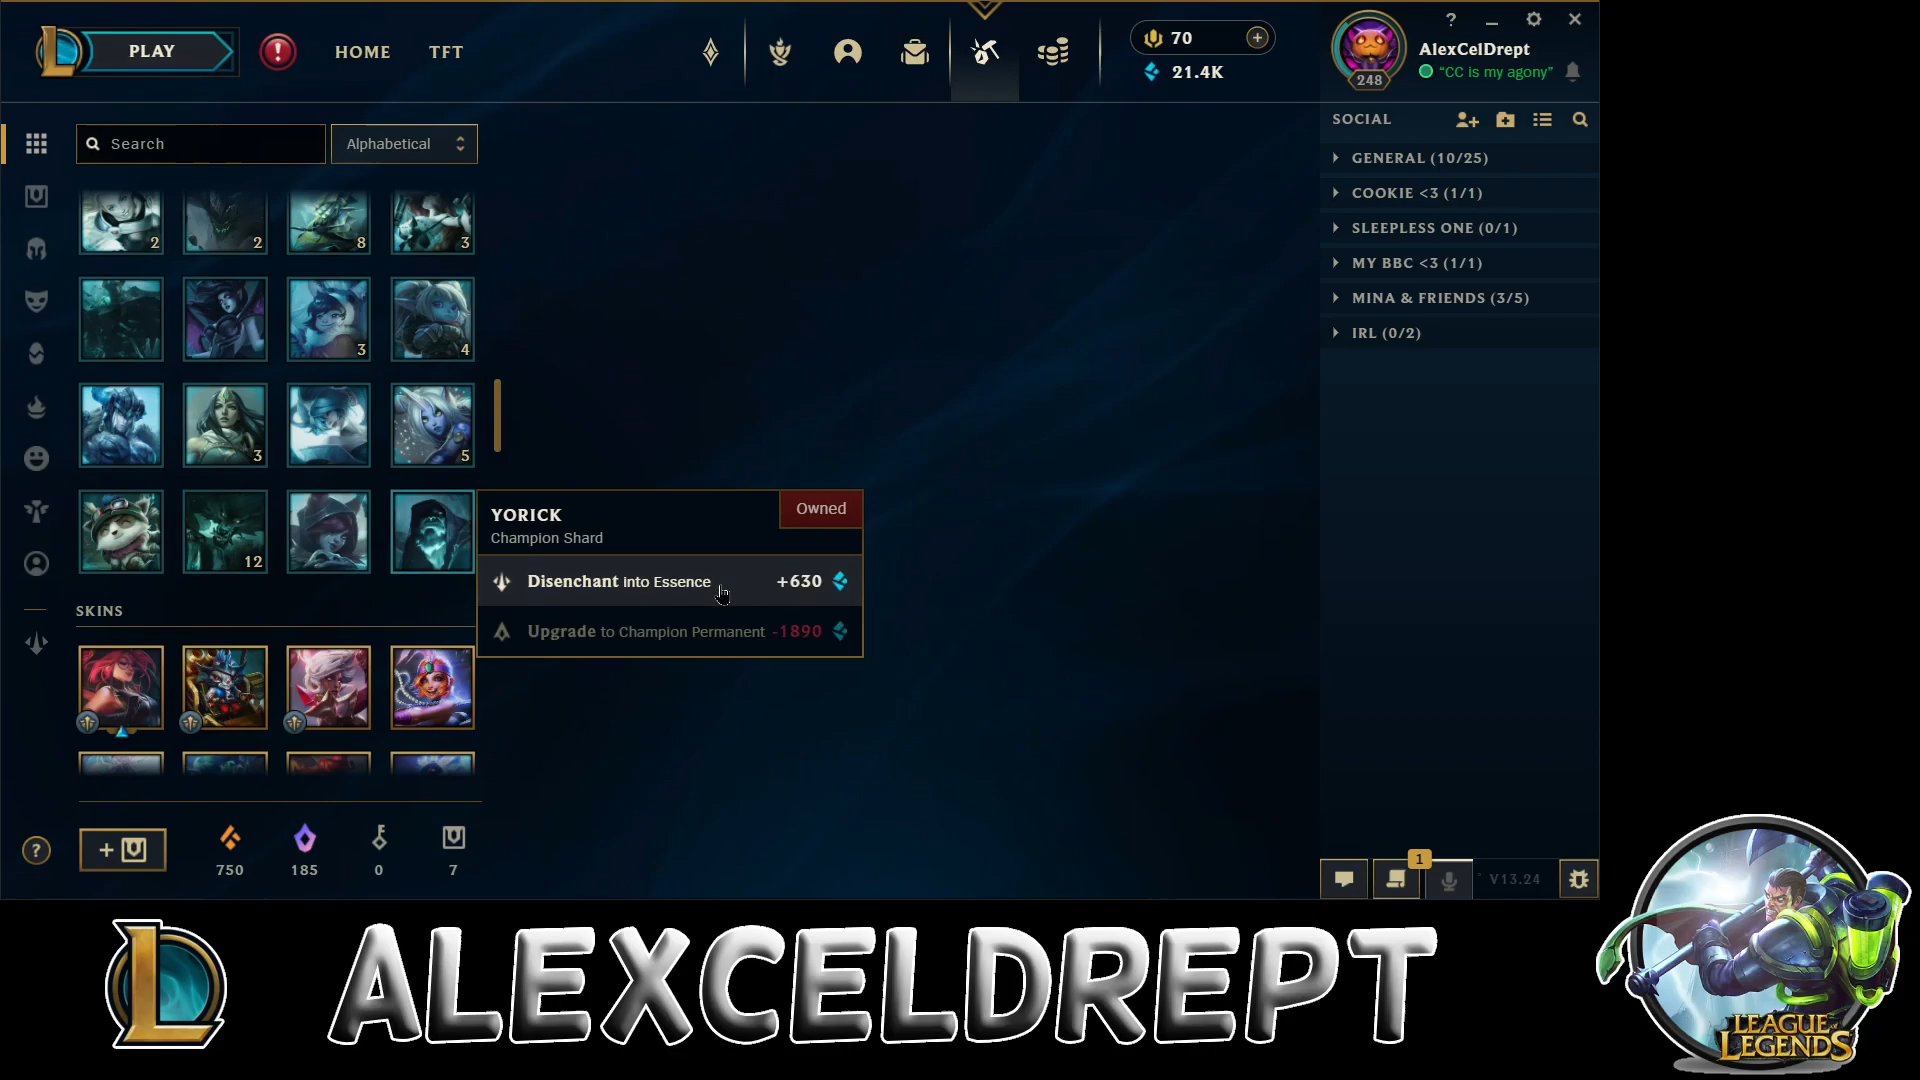 PLAY
HOME
TFT
70
21.4K
?
AlexCelDrept
"CC is my agony"
248
SOCIAL
GENERAL (10/25)
COOKIE <3 (1/1)
SLEEPLESS ONE (0/1)
MY BBC <3 (1/1)
MINA & FRIENDS (3/5)
IRL (0/2)
Search
Alphabetical
2
2
8
3
3
4
3
5
12
YORICK
Owned
Champion Shard
Disenchant into Essence +630
Upgrade to Champion Permanent -1890
SKINS
?
+
750
185
0
7
1
V13.24
ALEXCELDREPT
LEAGUE of LEGENDS